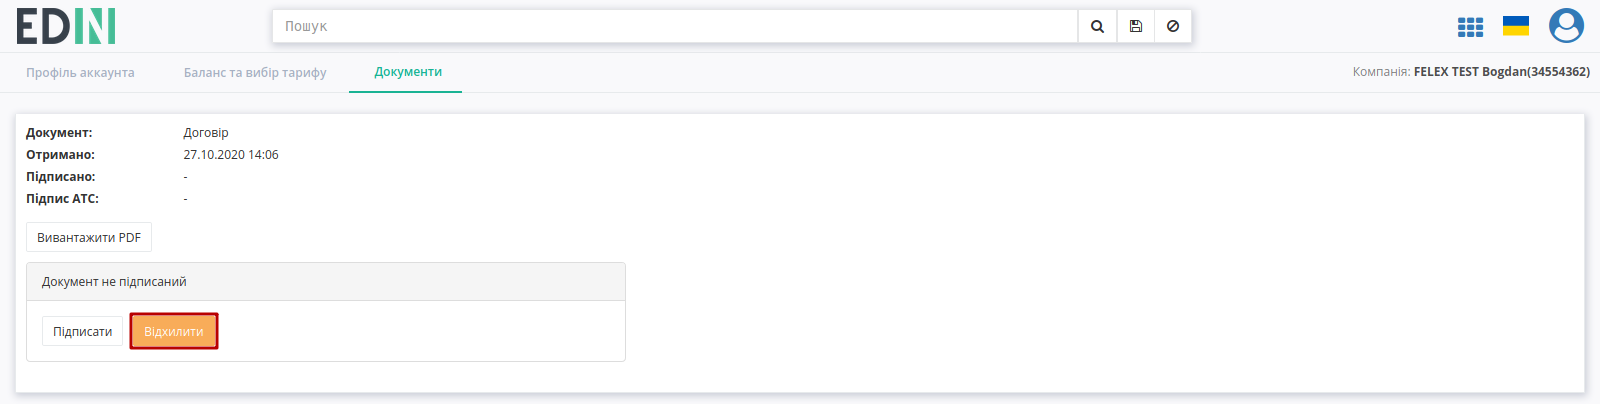 EDIN
Пошук
Профіль аккаунта Баланс та вибір тарифу Документи Компанія: FELEX TEST Bogdan(34554362)
Документ: Договір
Отримано: 27.10.2020 14:06
Підписано: -
Підпис АТС: -
Вивантажити PDF
Документ не підписаний
Підписати Відхилити